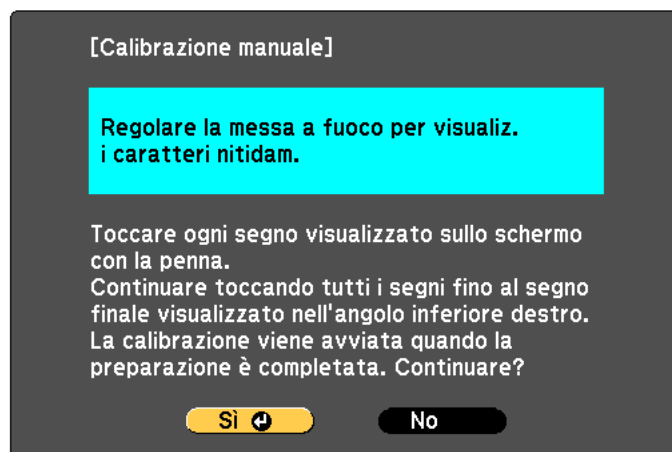 [Calibrazione manuale]
Regolare la messa a fuoco per visualiz.
i caratteri nitidam.
Toccare ogni segno visualizzato sullo schermo
con la penna.
Continuare toccando tutti i segni fino al segno
finale visualizzato nell'angolo inferiore destro.
La calibrazione viene avviata quando la
preparazione è completata. Continuare?
Sì No